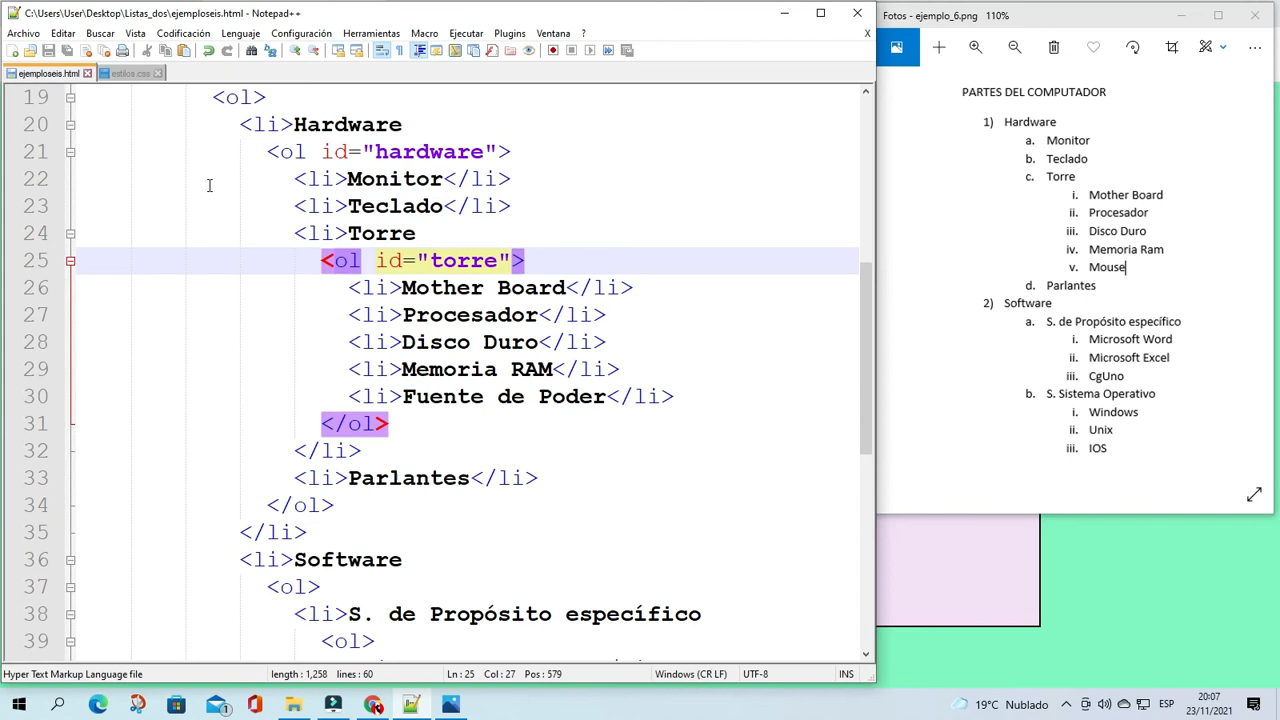 C:\Users\User\Desktop\Listas_dos\ejemploseis.html - Notepad++
Archivo Editar Buscar Vista Codificación Lenguaje Herramientas Macro Ejecutar Plugins Ventana ? X
ejemploseis.html estilos.css
19 <ol>
20 <li>Hardware
21 <ol id="hardware">
22 <li>Monitor</li>
23 <li>Teclado</li>
24 <li>Torre
25 <ol id="torre">
26 <li>Mother Board</li>
27 <li>Procesador</li>
28 <li>Disco Duro</li>
29 <li>Memoria RAM</li>
30 <li>Fuente de Poder</li>
31 </ol>
32 </li>
33 <li>Parlantes</li>
34 </ol>
35 </li>
36 <li>Software
37 <ol>
38 <li>S. de Propósito específico
39 <ol>
Hyper Text Markup Language file length : 1,258 lines : 60 Ln : 25 Col : 27 Pos : 579 Windows (CR LF) UTF-8 INS
Fotos - ejemplo_6.png 110%
PARTES DEL COMPUTADOR
1) Hardware
a. Monitor
b. Teclado
c. Torre
i. Mother Board
ii. Procesador
iii. Disco Duro
iv. Memoria Ram
v. Mouse
d. Parlantes
2) Software
a. S. de Propósito específico
i. Microsoft Word
ii. Microsoft Excel
iii. CgUno
b. S. Sistema Operativo
i. Windows
ii. Unix
iii. IOS
19°C Nublado ESP 20:07
23/11/2021